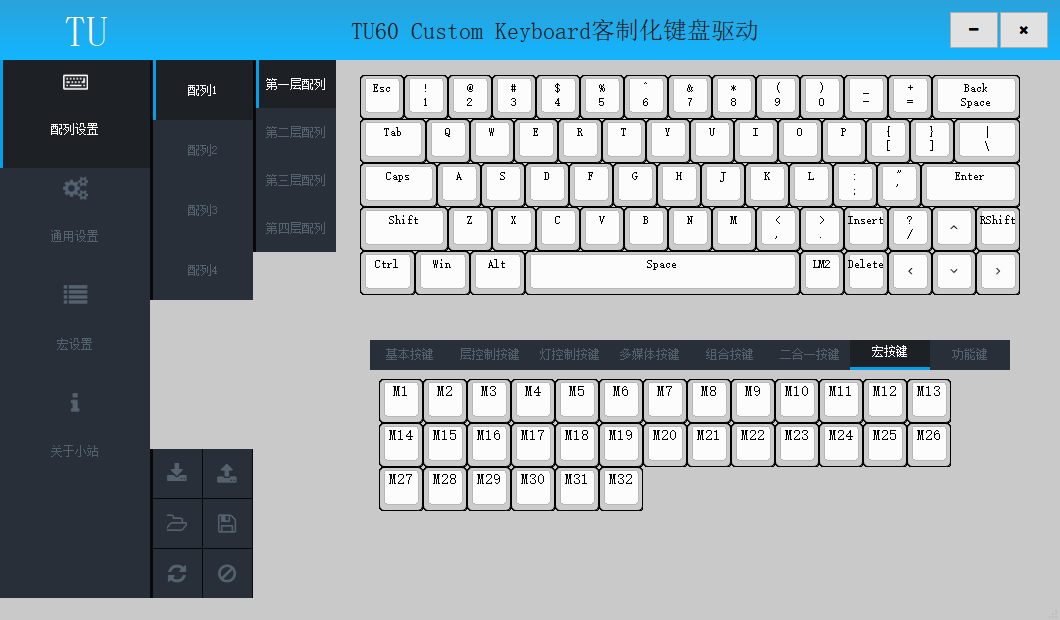 TU
TU60 Custom Keyboard客制化键盘驱动
配列设置
通用设置
宏设置
关于小站
配列1
配列2
配列3
配列4
第一层配列
第二层配列
第三层配列
第四层配列
Esc ! 1 @ 2 # 3 $ 4 % 5 ^ 6 & 7 * 8 ( 9 ) 0 _ - + = Back Space
Tab Q W E R T Y U I O P { [ } ] | \
Caps A S D F G H J K L : ; " ' Enter
Shift Z X C V B N M < , > . Insert ? / ^ RShift
Ctrl Win Alt Space LM2 Delete < ⌄ >
基本按键 层控制按键 灯控制按键 多媒体按键 组合按键 二合一按键 宏按键 功能键
M1 M2 M3 M4 M5 M6 M7 M8 M9 M10 M11 M12 M13
M14 M15 M16 M17 M18 M19 M20 M21 M22 M23 M24 M25 M26
M27 M28 M29 M30 M31 M32